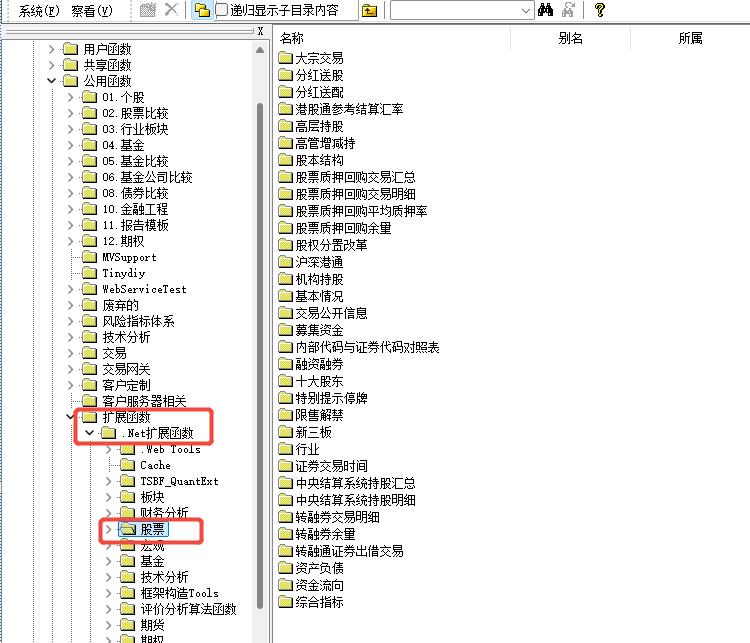 系统(F) 察看(V) 递归显示子目录内容
X
用户函数
共享函数
公用函数
01.个股
02.股票比较
03.行业板块
04.基金
05.基金比较
06.基金公司比较
08.债券比较
10.金融工程
11.报告模板
12.期权
MVSupport
Tinydiy
WebServiceTest
废弃的
风险指标体系
技术分析
交易
交易网关
客户定制
客户服务器相关
扩展函数
.Net扩展函数
.Web Tools
Cache
TSBF_QuantExt
板块
财务分析
股票
宏观
基金
技术分析
框架构造Tools
评价分析算法函数
期货
期权
名称 别名 所属
大宗交易
分红送股
分红送配
港股通参考结算汇率
高层持股
高管增减持
股本结构
股票质押回购交易汇总
股票质押回购交易明细
股票质押回购平均质押率
股票质押回购余量
股权分置改革
沪深港通
机构持股
基本情况
交易公开信息
募集资金
内部代码与证券代码对照表
融资融券
十大股东
特别提示停牌
限售解禁
新三板
行业
证券交易时间
中央结算系统持股汇总
中央结算系统持股明细
转融券交易明细
转融券余量
转融通证券出借交易
资产负债
资金流向
综合指标